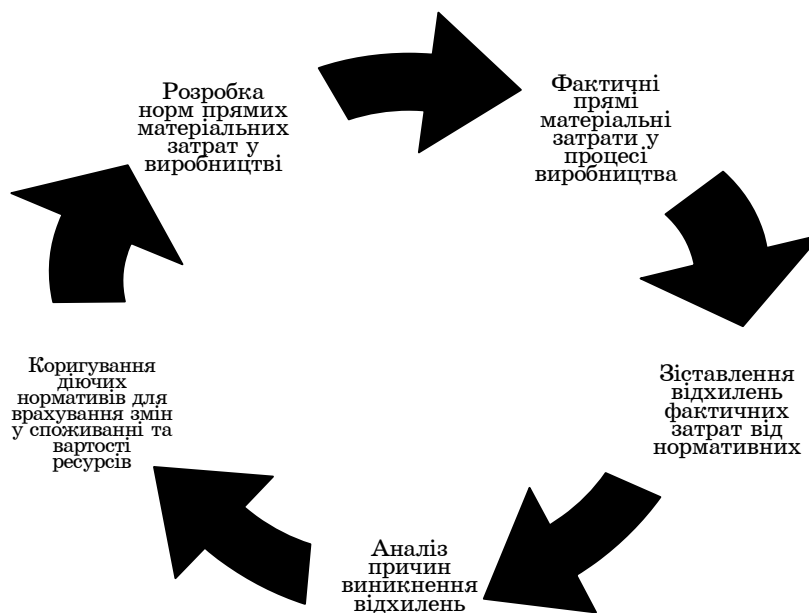 Розробка
норм прямих
матеріальних
затрат у
виробництві
Фактичні
прямі
матеріальні
затрати у
процесі
виробництва
Зіставлення
відхилень
фактичних
затрат від
нормативних
Аналіз
причин
виникнення
відхилень
Коригування
діючих
нормативів для
врахування змін
у споживанні та
вартості
ресурсів